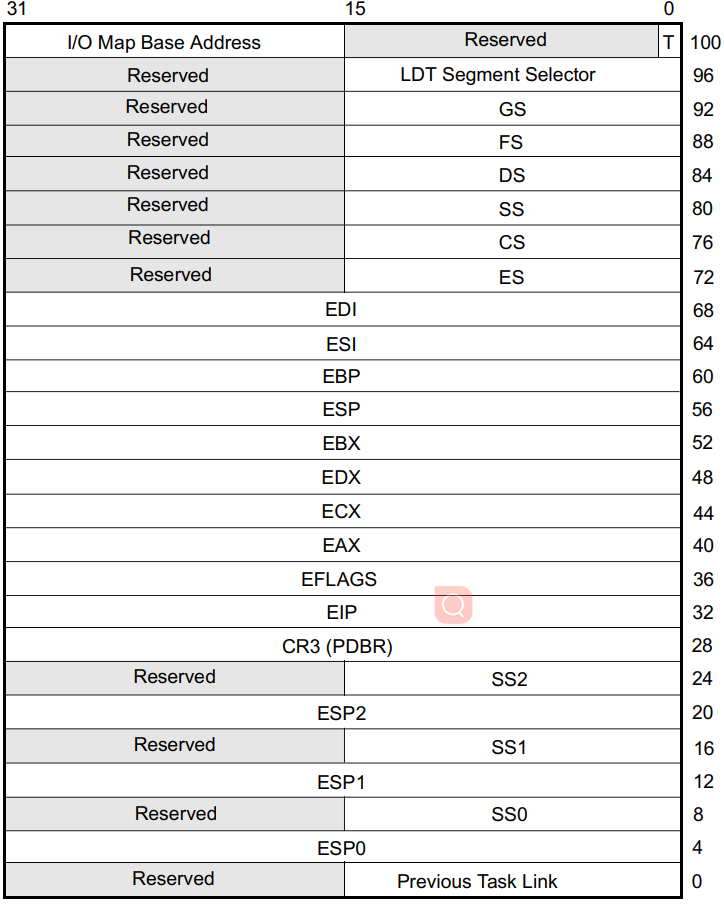 31 15 0
I/O Map Base Address Reserved T 100
Reserved LDT Segment Selector 96
Reserved GS 92
Reserved FS 88
Reserved DS 84
Reserved SS 80
Reserved CS 76
Reserved ES 72
EDI 68
ESI 64
EBP 60
ESP 56
EBX 52
EDX 48
ECX 44
EAX 40
EFLAGS 36
EIP 32
CR3 (PDBR) 28
Reserved SS2 24
ESP2 20
Reserved SS1 16
ESP1 12
Reserved SS0 8
ESP0 4
Reserved Previous Task Link 0